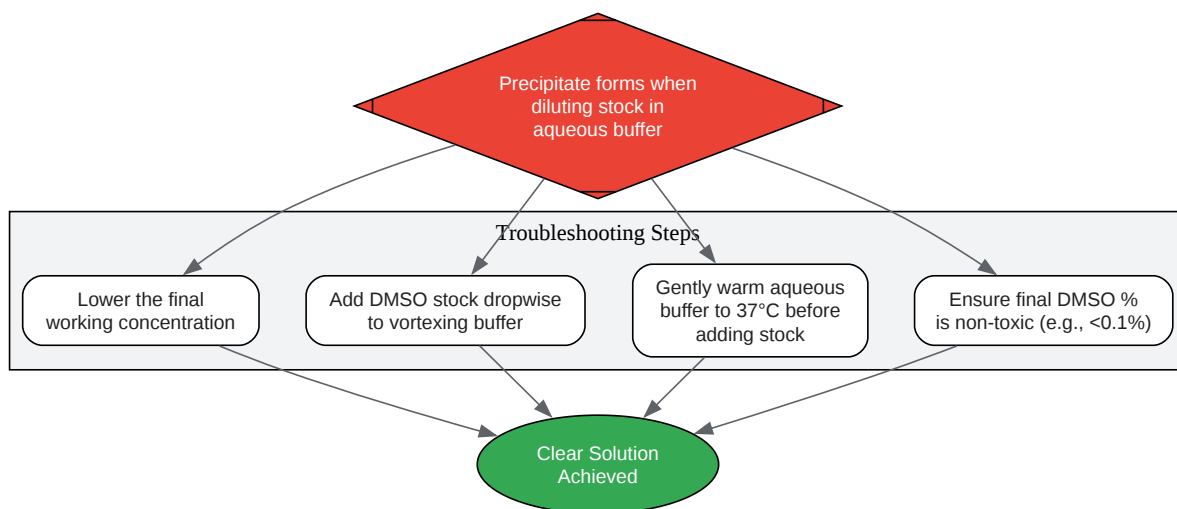 Precipitate forms when
diluting stock in
aqueous buffer
Troubleshooting Steps
Lower the final
working concentration
Add DMSO stock dropwise
to vortexing buffer
Gently warm aqueous
buffer to 37°C before
adding stock
Ensure final DMSO %
is non-toxic (e.g., <0.1%)
Clear Solution
Achieved